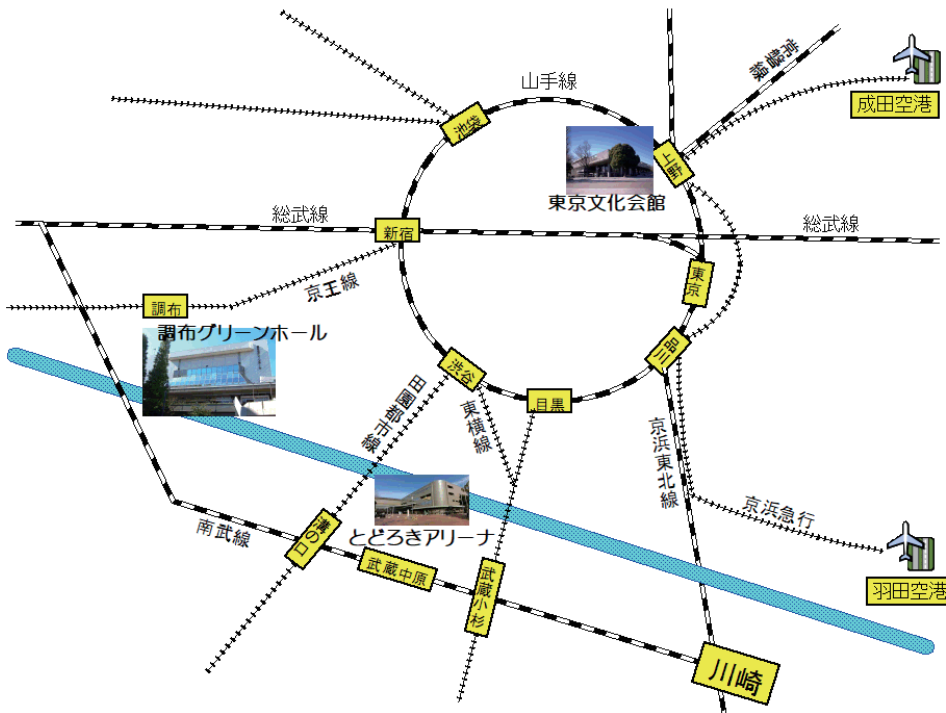 山手線
常磐線
成田空港
池袋
上野
東京文化会館
総武線
新宿
総武線
京王線
東京
調布
調布グリーンホール
品川
渋谷
目黒
田園都市線
東横線
京浜東北線
京浜急行
とどろきアリーナ
南武線
溝の口
武蔵中原
武蔵小杉
羽田空港
川崎